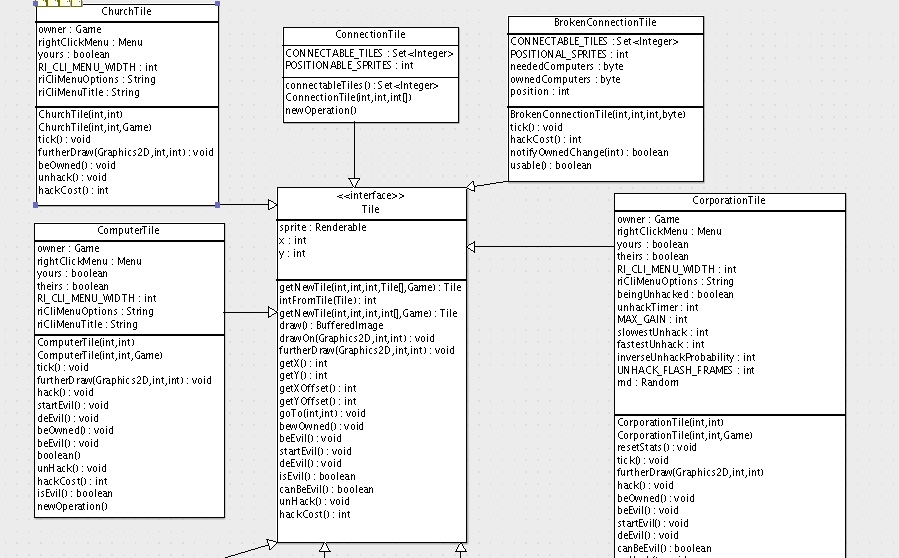 ChurchTile
owner : Game
rightClickMenu : Menu
yours : boolean
RI_CLI_MENU_WIDTH : int
riCliMenuOptions : String
riCliMenuTitle : String
ChurchTile(int,int)
ChurchTile(int,int,Game)
tick() : void
furtherDraw(Graphics2D,int,int) : void
beOwned() : void
unhack() : void
hackCost() : int
ConnectionTile
CONNECTABLE_TILES : Set<Integer>
POSITIONABLE_SPRITES : int
connectableTiles() : Set<Integer>
ConnectionTile(int,int,int[])
newOperation()
BrokenConnectionTile
CONNECTABLE_TILES : Set<Integer>
POSITIONAL_SPRITES : int
neededComputers : byte
ownedComputers : byte
position : int
BrokenConnectionTile(int,int,int,byte)
tick() : void
hackCost() : int
notifyOwnedChange(int) : boolean
usable() : boolean
ComputerTile
owner : Game
rightClickMenu : Menu
yours : boolean
theirs : boolean
RI_CLI_MENU_WIDTH : int
riCliMenuOptions : String
riCliMenuTitle : String
ComputerTile(int,int)
ComputerTile(int,int,Game)
tick() : void
furtherDraw(Graphics2D,int,int) : void
hack() : void
startEvil() : void
deEvil() : void
beOwned() : void
beEvil() : void
boolean()
unHack() : void
hackCost() : int
isEvil() : boolean
newOperation()
<<interface>>
Tile
sprite : Renderable
x : int
y : int
getNewTile(int,int,int,Tile[],Game) : Tile
intFromTile(Tile) : int
getNewTile(int,int,int,int[],Game) : Tile
draw() : BufferedImage
drawOn(Graphics2D,int,int) : void
furtherDraw(Graphics2D,int,int) : void
getX() : int
getY() : int
getXOffset() : int
getYOffset() : int
goTo(int,int) : void
bewOwned() : void
beEvil() : void
startEvil() : void
deEvil() : void
isEvil() : boolean
canBeEvil() : boolean
unHack() : void
hackCost() : int
CorporationTile
owner : Game
rightClickMenu : Menu
yours : boolean
theirs : boolean
RI_CLI_MENU_WIDTH : int
riCliMenuOptions : String
beingUnhacked : boolean
unhackTimer : int
MAX_GAIN : int
slowestUnhack : int
fastestUnhack : int
inverseUnhackProbability : int
UNHACK_FLASH_FRAMES : int
rnd : Random
CorporationTile(int,int)
CorporationTile(int,int,Game)
resetStats() : void
tick() : void
furtherDraw(Graphics2D,int,int)
hack() : void
beOwned() : void
beEvil() : void
startEvil() : void
deEvil() : void
canBeEvil() : boolean